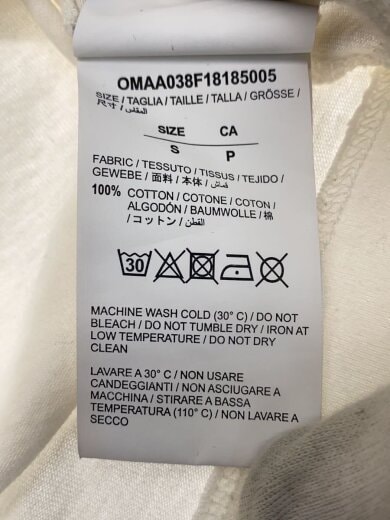 OMAA038F18185005
SIZE / TAGLIA / TAILLE / TALLA / GRÖSSE /
尺寸 / المقاس /
SIZE CA
S P
FABRIC / TESSUTO / TISSUS / TEJIDO /
GEWEBE / 面料 / 本体 / قماش /
100% COTTON / COTONE / COTON /
ALGODÓN / BAUMWOLLE / 棉
/ コットン / القطن /
30
MACHINE WASH COLD (30° C) / DO NOT
BLEACH / DO NOT TUMBLE DRY / IRON AT
LOW TEMPERATURE / DO NOT DRY
CLEAN
LAVARE A 30° C / NON USARE
CANDEGGIANTI / NON ASCIUGARE A
MACCHINA / STIRARE A BASSA
TEMPERATURA (110° C) / NON LAVARE A
SECCO